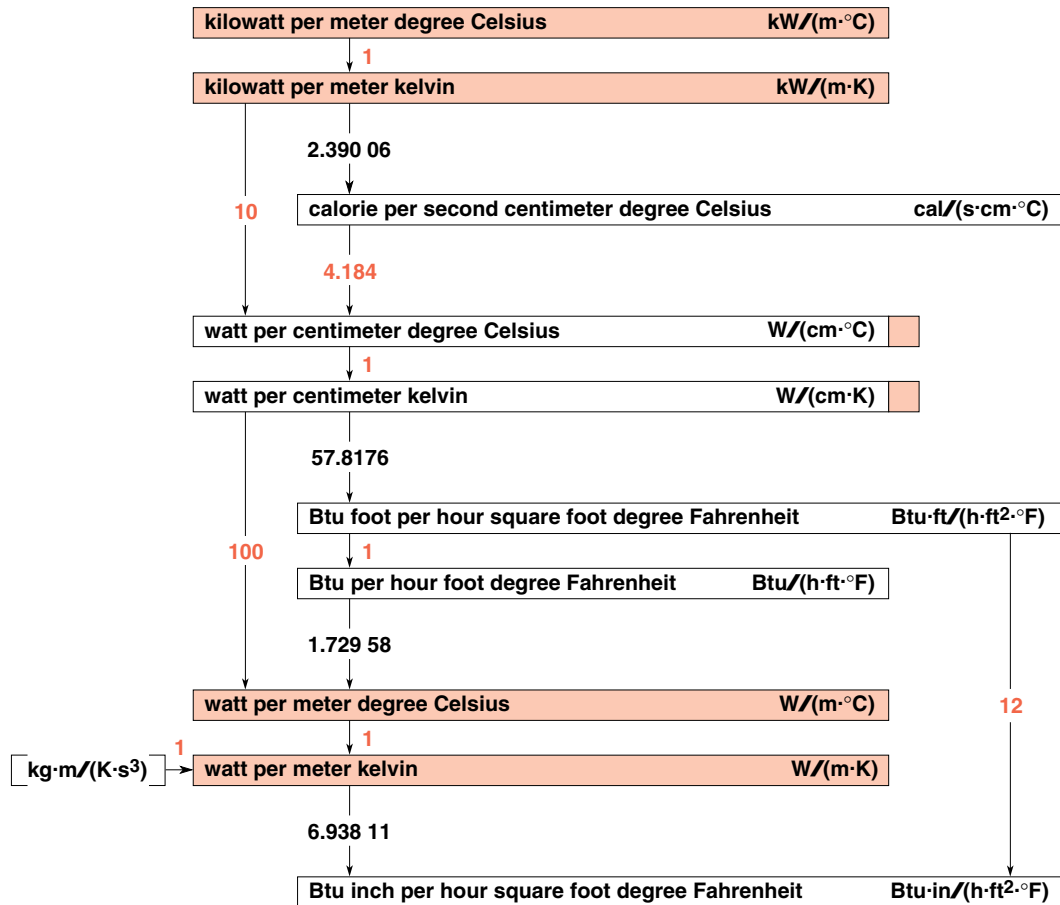 kilowatt per meter degree Celsius kW/(m·°C)
1
kilowatt per meter kelvin kW/(m·K)
2.390 06
10
calorie per second centimeter degree Celsius cal/(s·cm·°C)
4.184
watt per centimeter degree Celsius W/(cm·°C)
1
watt per centimeter kelvin W/(cm·K)
57.8176
Btu foot per hour square foot degree Fahrenheit Btu·ft/(h·ft²·°F)
100
1
Btu per hour foot degree Fahrenheit Btu/(h·ft·°F)
1.729 58
watt per meter degree Celsius W/(m·°C)
12
1
1
kg·m/(K·s³)
watt per meter kelvin W/(m·K)
6.938 11
Btu inch per hour square foot degree Fahrenheit Btu·in/(h·ft²·°F)